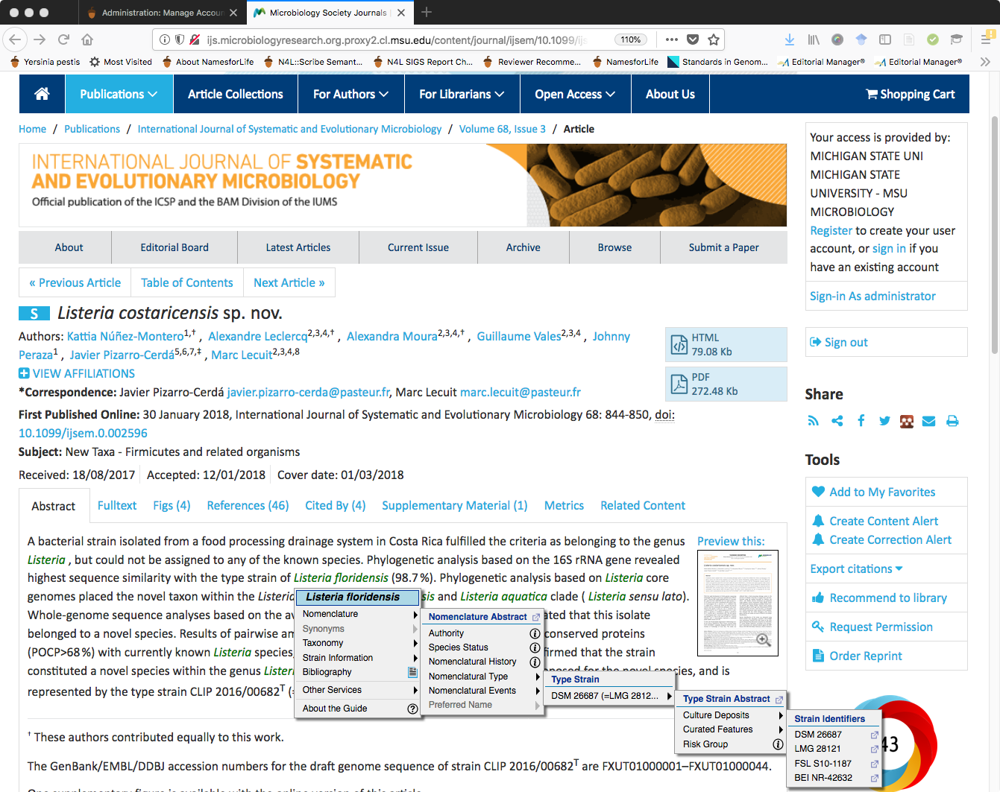 Administration: Manage Accoun
Microbiology Society Journals |
ijs.microbiologyresearch.org.proxy2.cl.msu.edu/content/journal/ijsem/10.1099/ijs
110%
Yersinia pestis
Most Visited
About NamesforLife
N4L::Scribe Semant...
N4L SIGS Report Ch...
Reviewer Recomme...
NamesforLife
Standards in Genom...
Editorial Manager®
Editorial Manager®
Publications
Article Collections
For Authors
For Librarians
Open Access
About Us
Shopping Cart
Home / Publications / International Journal of Systematic and Evolutionary Microbiology / Volume 68, Issue 3 / Article
INTERNATIONAL JOURNAL OF SYSTEMATIC
AND EVOLUTIONARY MICROBIOLOGY
Official publication of the ICSP and the BAM Division of the IUMS
About
Editorial Board
Latest Articles
Current Issue
Archive
Browse
Submit a Paper
« Previous Article
Table of Contents
Next Article »
S Listeria costaricensis sp. nov.
Authors: Kattia Núñez-Montero1,† , Alexandre Leclercq2,3,4,† , Alexandra Moura2,3,4,† , Guillaume Vales2,3,4 , Johnny
Peraza1 , Javier Pizarro-Cerdá5,6,7,‡ , Marc Lecuit2,3,4,8
VIEW AFFILIATIONS
*Correspondence: Javier Pizarro-Cerdá javier.pizarro-cerda@pasteur.fr, Marc Lecuit marc.lecuit@pasteur.fr
First Published Online: 30 January 2018, International Journal of Systematic and Evolutionary Microbiology 68: 844-850, doi:
10.1099/ijsem.0.002596
Subject: New Taxa - Firmicutes and related organisms
Received: 18/08/2017
Accepted: 12/01/2018
Cover date: 01/03/2018
HTML
79.08 Kb
PDF
272.48 Kb
Abstract
Fulltext
Figs (4)
References (46)
Cited By (4)
Supplementary Material (1)
Metrics
Related Content
A bacterial strain isolated from a food processing drainage system in Costa Rica fulfilled the criteria as belonging to the genus
Listeria , but could not be assigned to any of the known species. Phylogenetic analysis based on the 16S rRNA gene revealed
highest sequence similarity with the type strain of Listeria floridensis (98.7 %). Phylogenetic analysis based on Listeria core
genomes placed the novel taxon within the Listeria sis and Listeria aquatica clade ( Listeria sensu lato).
Whole-genome sequence analyses based on the av ated that this isolate
belonged to a novel species. Results of pairwise am conserved proteins
(POCP>68 %) with currently known Listeria species, firmed that the strain
constituted a novel species within the genus Lister posed for the novel species, and is
represented by the type strain CLIP 2016/00682T (=
Preview this:
Listeria floridensis
Nomenclature
Synonyms
Taxonomy
Strain Information
Bibliography
Other Services
About the Guide
Nomenclature Abstract
Authority
Species Status
Nomenclatural History
Nomenclatural Type
Nomenclatural Events
Preferred Name
Type Strain
DSM 26687 (=LMG 2812...
Type Strain Abstract
Culture Deposits
Curated Features
Risk Group
Strain Identifiers
DSM 26687
LMG 28121
FSL S10-1187
BEI NR-42632
† These authors contributed equally to this work.
The GenBank/EMBL/DDBJ accession numbers for the draft genome sequence of strain CLIP 2016/00682T are FXUT01000001–FXUT01000044.
One supplementary figure is available with the online version of this article.
Your access is provided by:
MICHIGAN STATE UNI
MICHIGAN STATE
UNIVERSITY - MSU
MICROBIOLOGY
Register to create your user
account, or sign in if you
have an existing account
Sign-in As administrator
Sign out
Share
Tools
Add to My Favorites
Create Content Alert
Create Correction Alert
Export citations
Recommend to library
Request Permission
Order Reprint
43